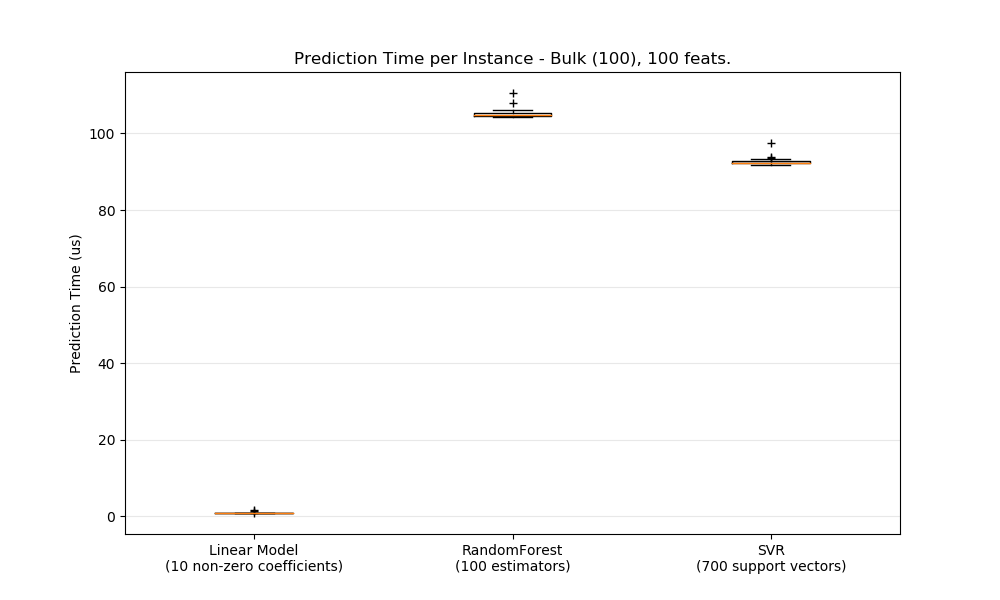 Prediction Time per Instance - Bulk (100), 100 feats.
Prediction Time (us)
100
80
60
40
20
0
Linear Model
(10 non-zero coefficients)
RandomForest
(100 estimators)
SVR
(700 support vectors)